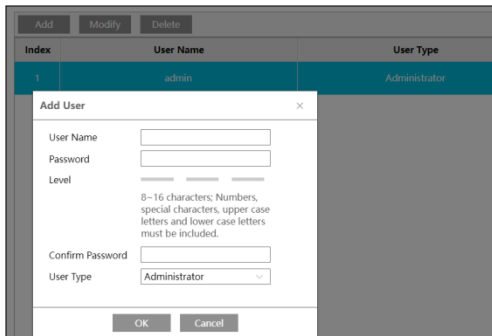 Add Modify Delete
Index User Name User Type
1 admin Administrator
Add User ×
User Name
Password
Level
8~16 characters; Numbers,
special characters, upper case
letters and lower case letters
must be included.
Confirm Password
User Type Administrator
OK Cancel